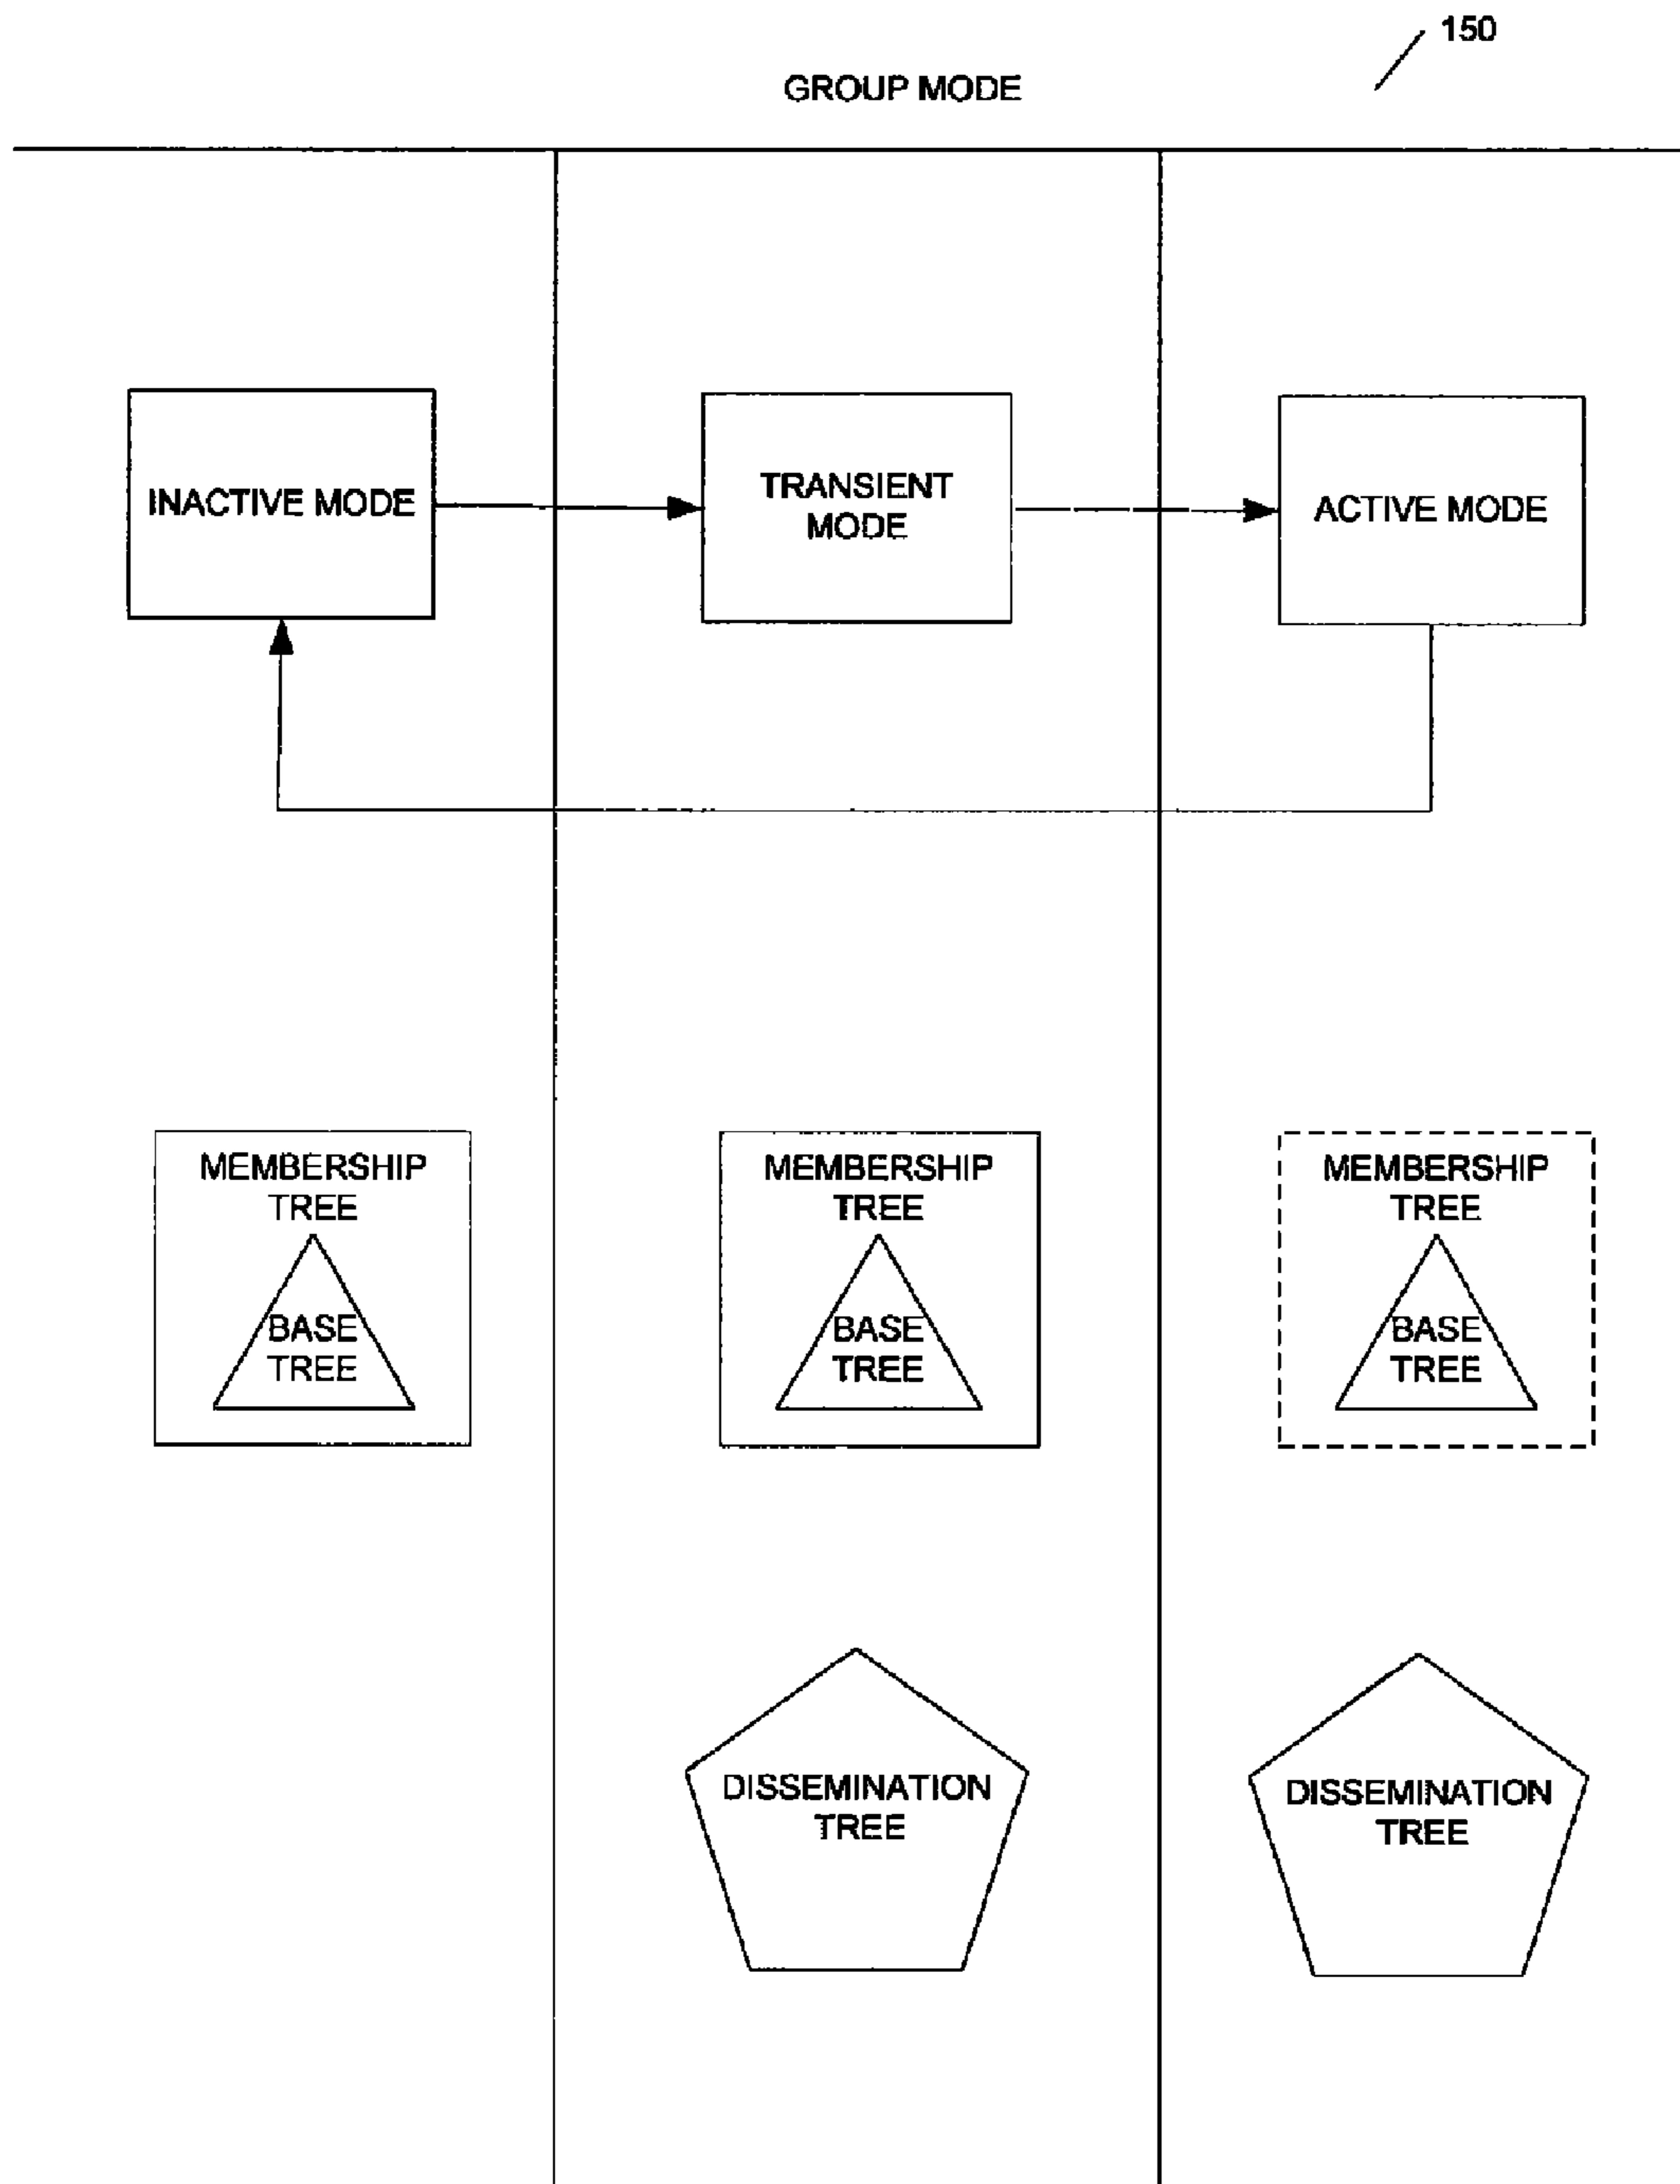 150
GROUP MODE
INACTIVE MODE
TRANSIENT
MODE
ACTIVE MODE
MEMBERSHIP
TREE
BASE
TREE
MEMBERSHIP
TREE
BASE
TREE
MEMBERSHIP
TREE
BASE
TREE
DISSEMINATION
TREE
DISSEMINATION
TREE